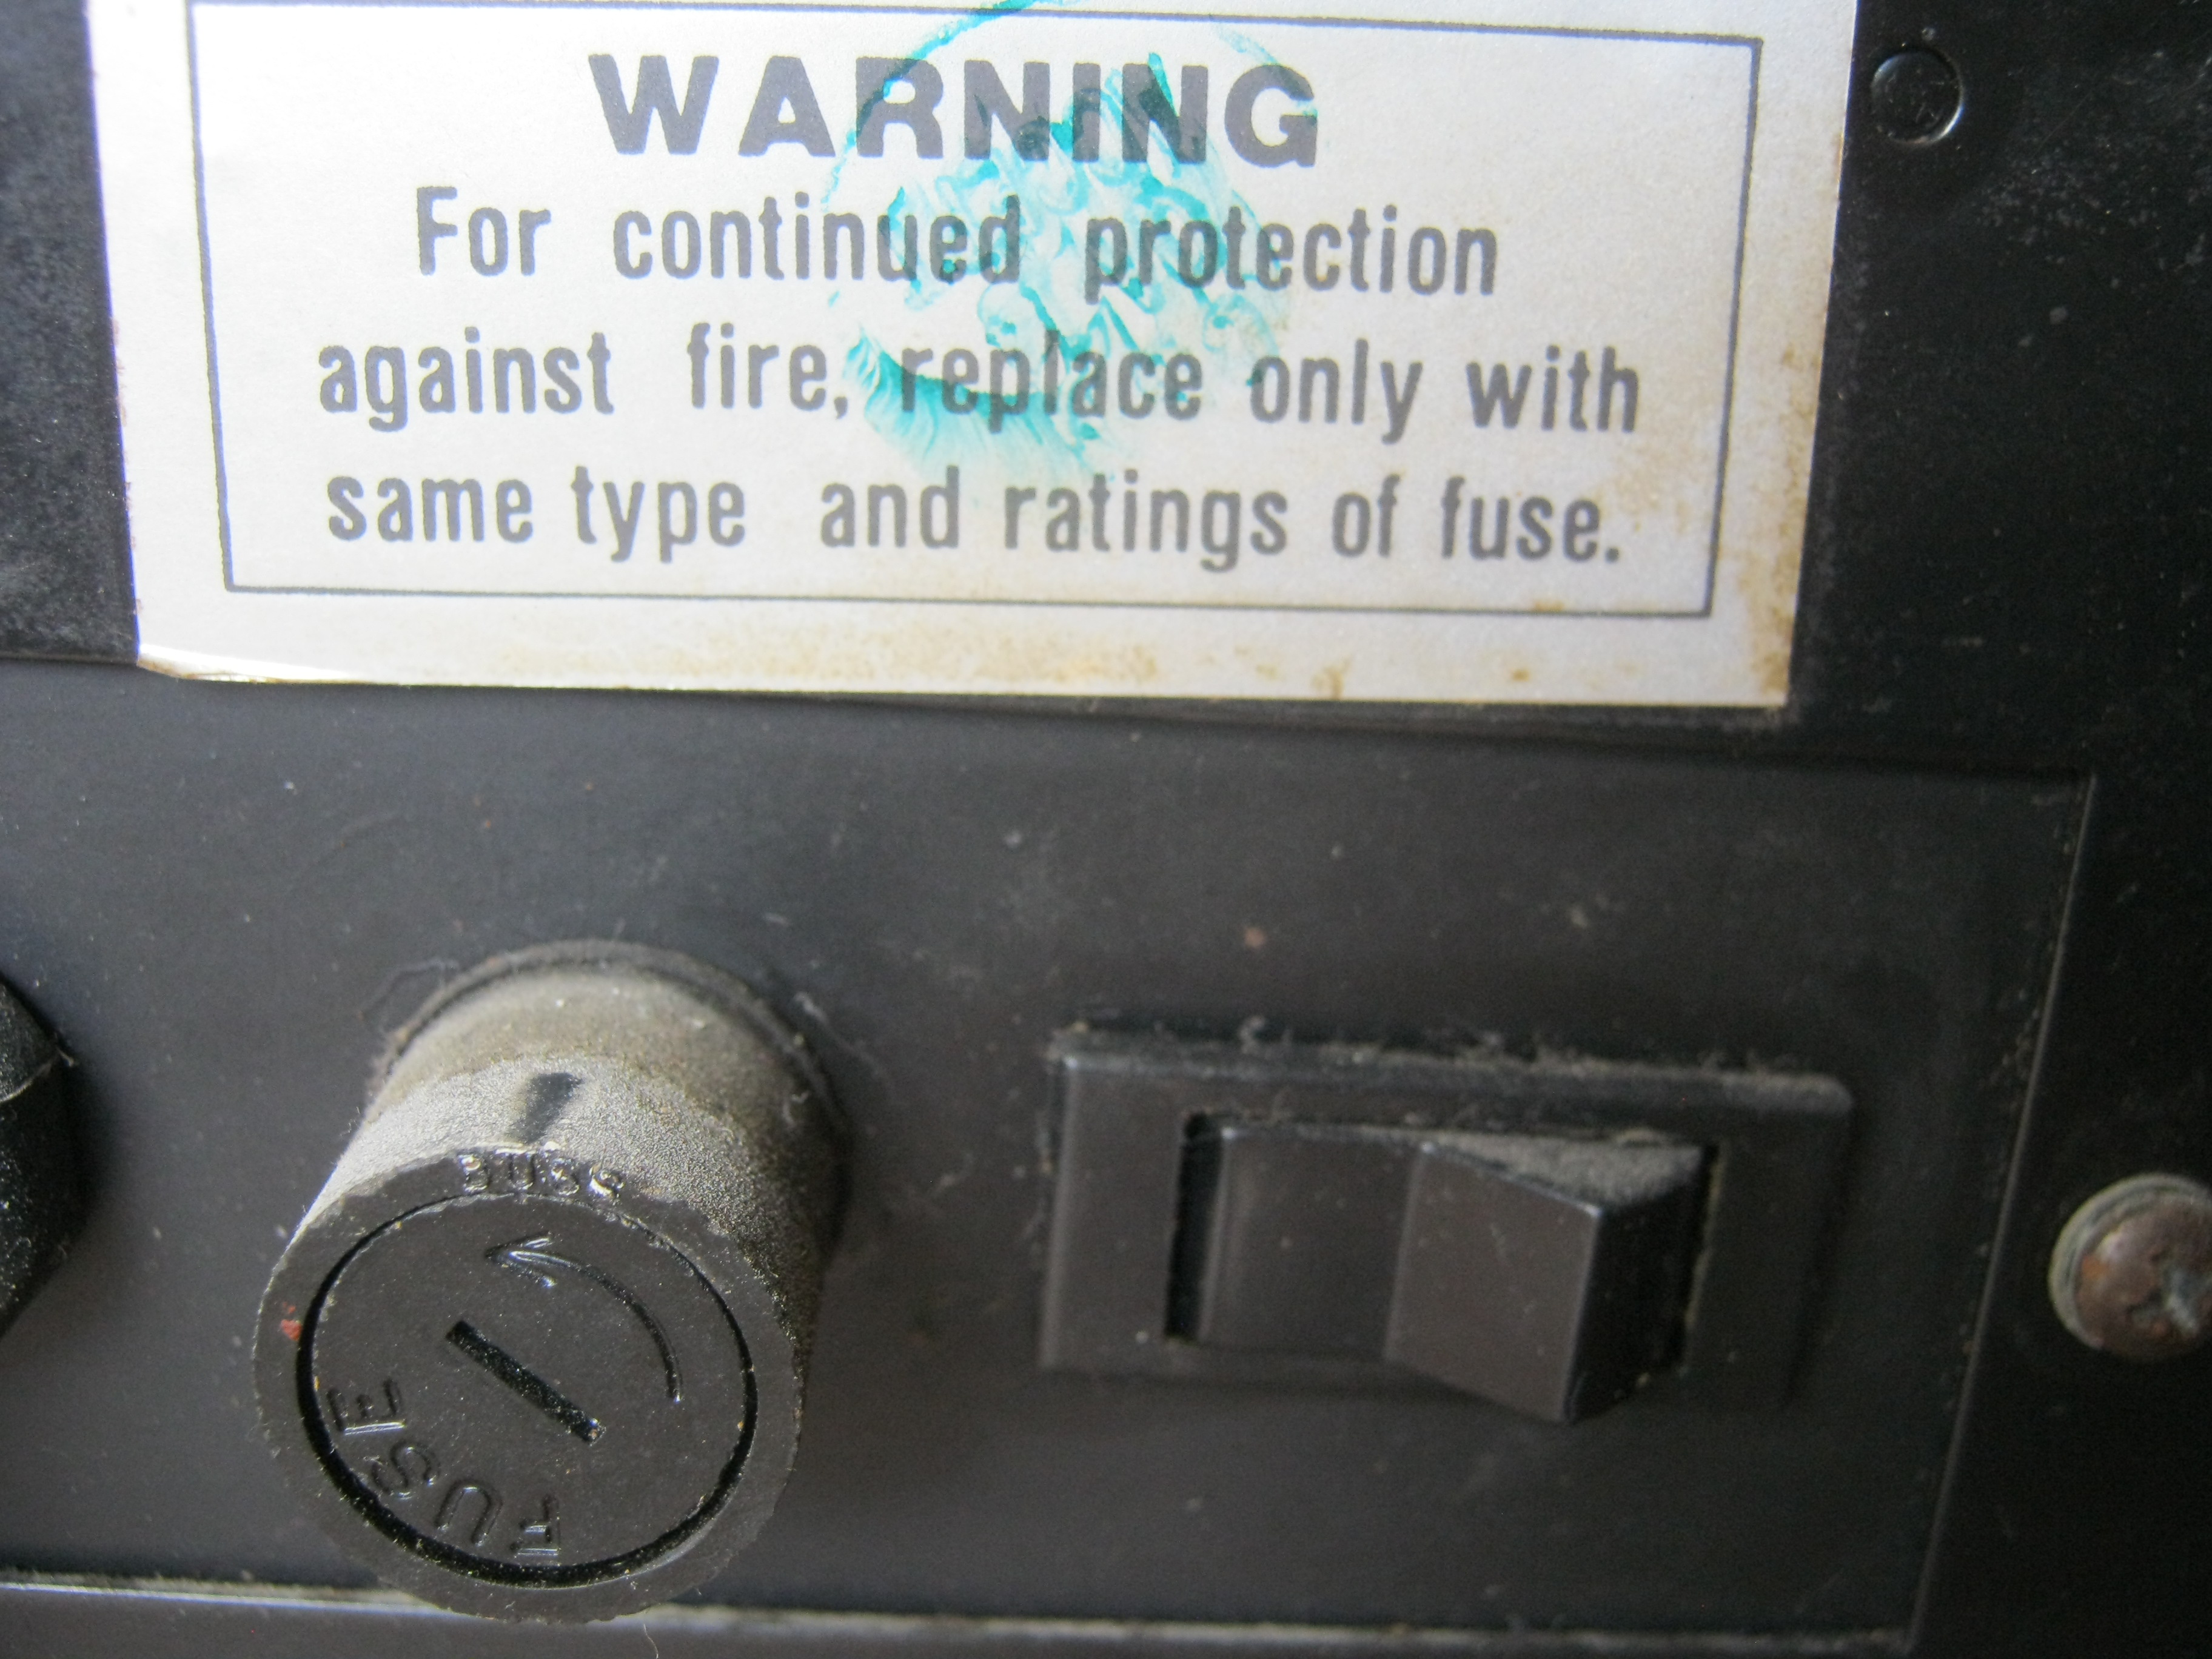 WARNING
For continued protection
against fire, replace only with
same type and ratings of fuse.
BUSS
FUSE